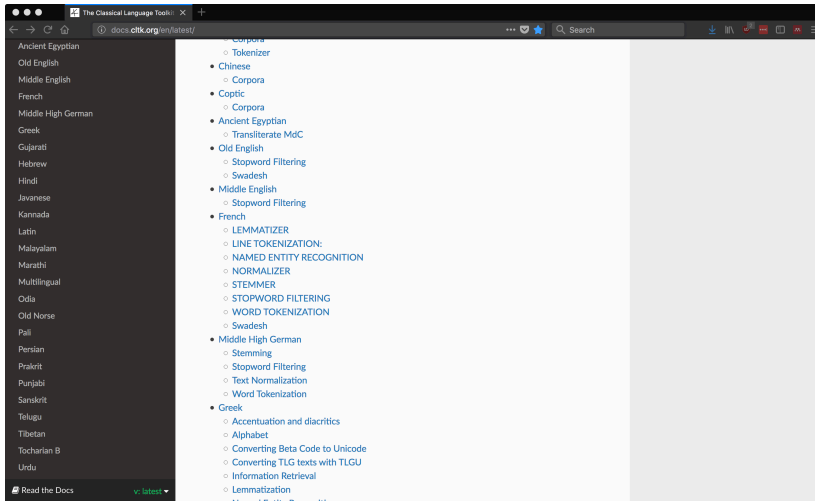 The Classical Language Toolkit
docs.cltk.org/en/latest/
Search
Ancient Egyptian
Old English
Middle English
French
Middle High German
Greek
Gujarati
Hebrew
Hindi
Javanese
Kannada
Latin
Malayalam
Marathi
Multilingual
Odia
Old Norse
Pali
Persian
Prakrit
Punjabi
Sanskrit
Telugu
Tibetan
Tocharian B
Urdu
Read the Docs
v: latest
Corpora
Tokenizer
Chinese
Corpora
Coptic
Corpora
Ancient Egyptian
Transliterate MdC
Old English
Stopword Filtering
Swadesh
Middle English
Stopword Filtering
French
LEMMATIZER
LINE TOKENIZATION:
NAMED ENTITY RECOGNITION
NORMALIZER
STEMMER
STOPWORD FILTERING
WORD TOKENIZATION
Swadesh
Middle High German
Stemming
Stopword Filtering
Text Normalization
Word Tokenization
Greek
Accentuation and diacritics
Alphabet
Converting Beta Code to Unicode
Converting TLG texts with TLGU
Information Retrieval
Lemmatization